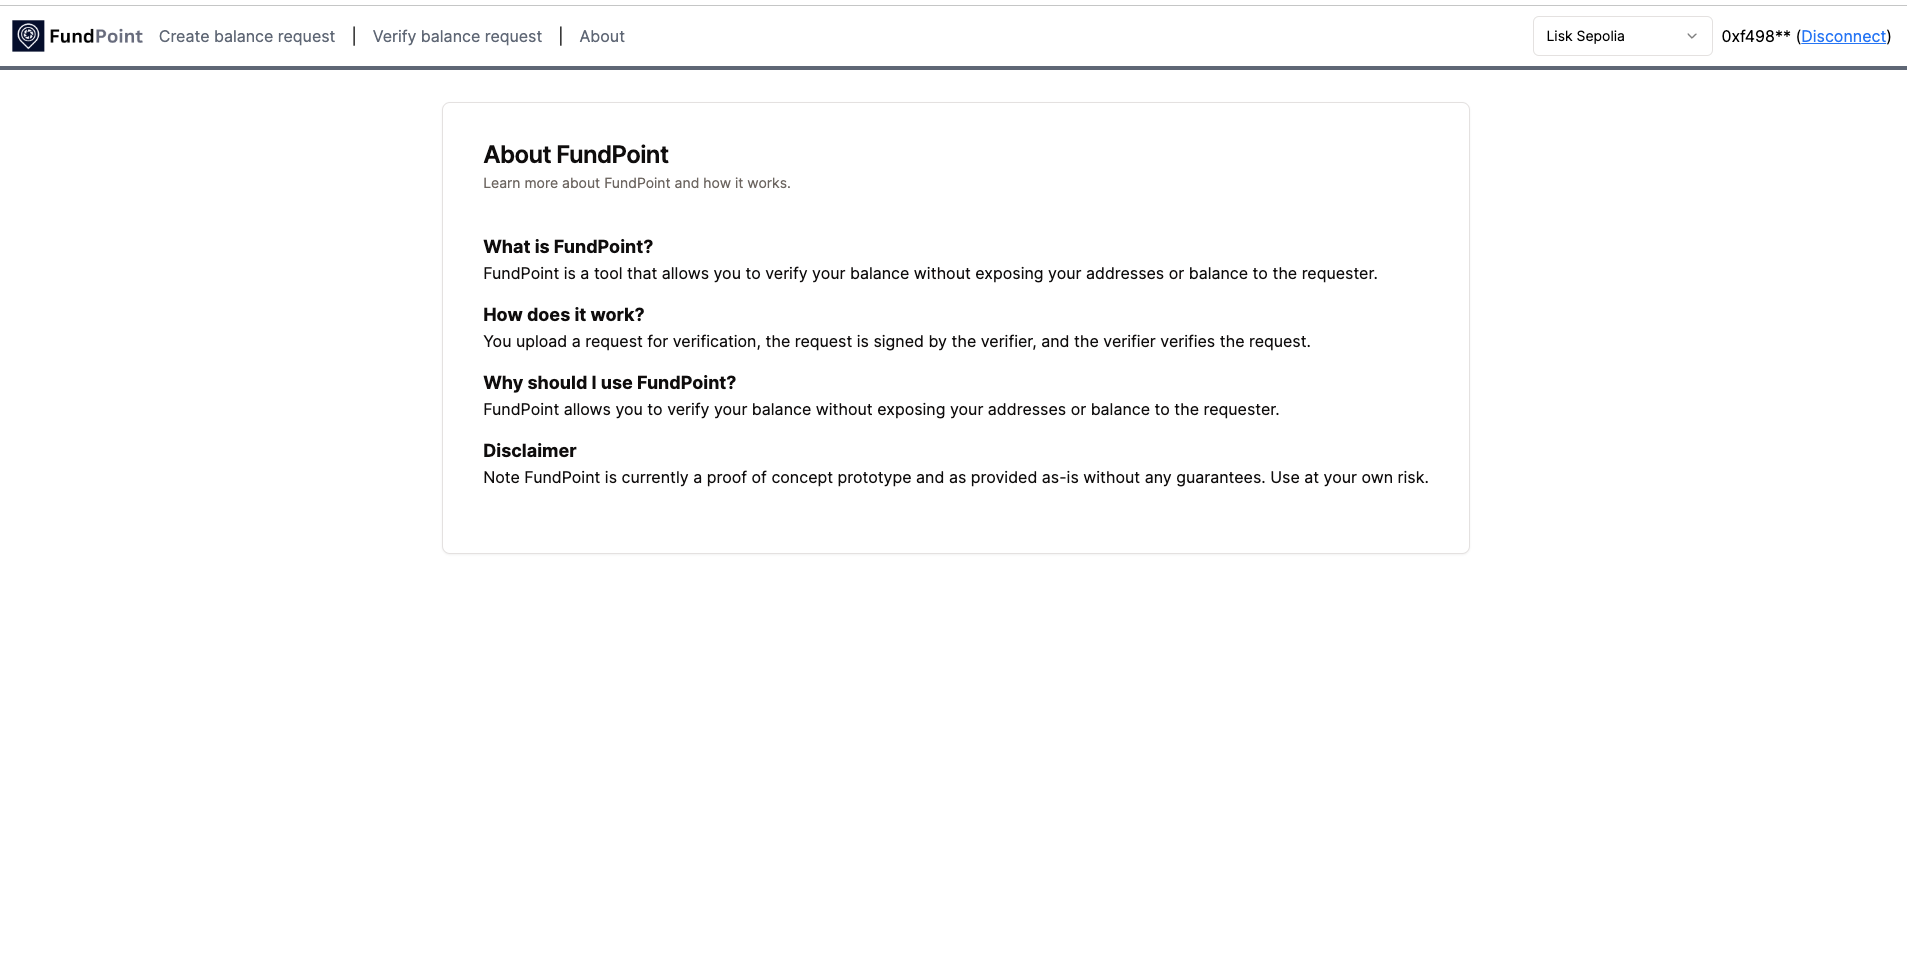 FundPoint Create balance request | Verify balance request | About Lisk Sepolia 0xf498** (Disconnect)
About FundPoint
Learn more about FundPoint and how it works.
What is FundPoint?
FundPoint is a tool that allows you to verify your balance without exposing your addresses or balance to the requester.
How does it work?
You upload a request for verification, the request is signed by the verifier, and the verifier verifies the request.
Why should I use FundPoint?
FundPoint allows you to verify your balance without exposing your addresses or balance to the requester.
Disclaimer
Note FundPoint is currently a proof of concept prototype and as provided as-is without any guarantees. Use at your own risk.